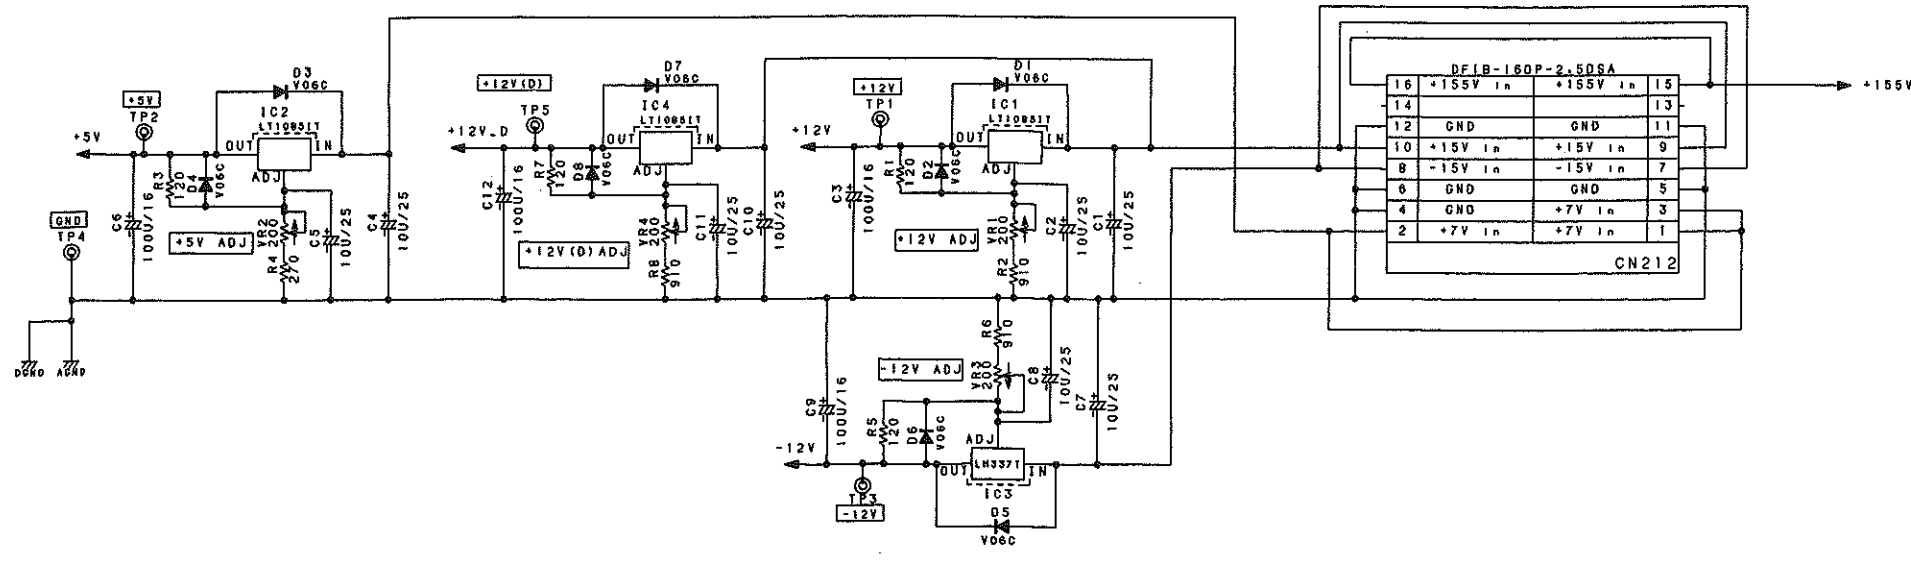 D3
V06C
+5V
TP2
IC2
LT1085IT
+5V
OUT
IN
ADJ
R3
120
D4
V06C
C6
100U/16
VR2
200
+5V ADJ
R4
270
C5
10U/25
C4
10U/25
GND
TP4
DGND
AGND
D7
V06C
+12V(D)
TP5
IC4
LT1085IT
+12V_D
OUT
IN
ADJ
C12
100U/16
R7
120
D8
V06C
VR4
200
+12V(D)ADJ
R8
910
C11
10U/25
C10
10U/25
D1
V06C
+12V
TP1
IC1
LT1085IT
+12V
OUT
IN
ADJ
C3
100U/16
R1
120
D2
V06C
VR1
200
+12V ADJ
R2
910
C2
10U/25
C1
10U/25
R6
910
-12V ADJ
VR3
200
C8
10U/25
C7
10U/25
C9
100U/16
R5
120
D6
V06C
ADJ
-12V
OUT
LM337T
IN
IC3
TP3
-12V
D5
V06C
DF1B-16DP-2.5DSA
16 +155V In +155V In 15
14 13
12 GND GND 11
10 +15V In +15V In 9
8 -15V In -15V In 7
6 GND GND 5
4 GND +7V In 3
2 +7V In +7V In 1
CN212
+155V